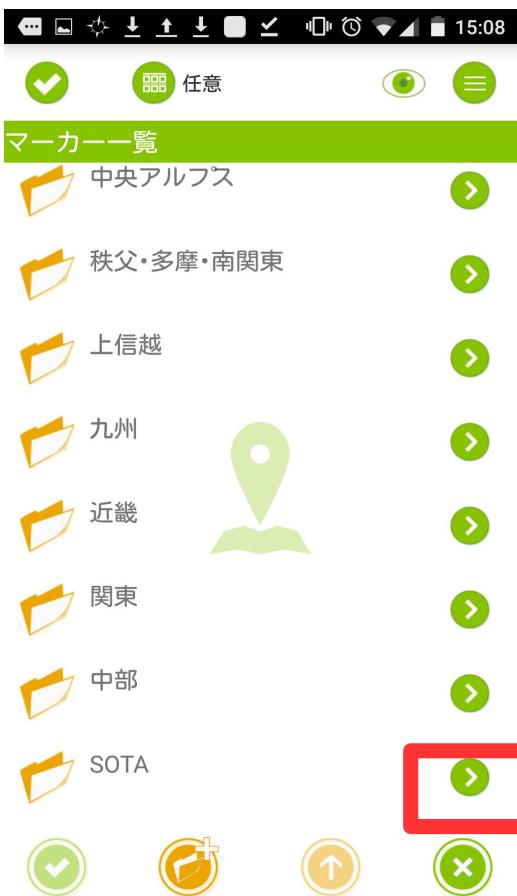 15:08
任意
マーカー一覧
中央アルプス
秩父・多摩・南関東
上信越
九州
近畿
関東
中部
SOTA